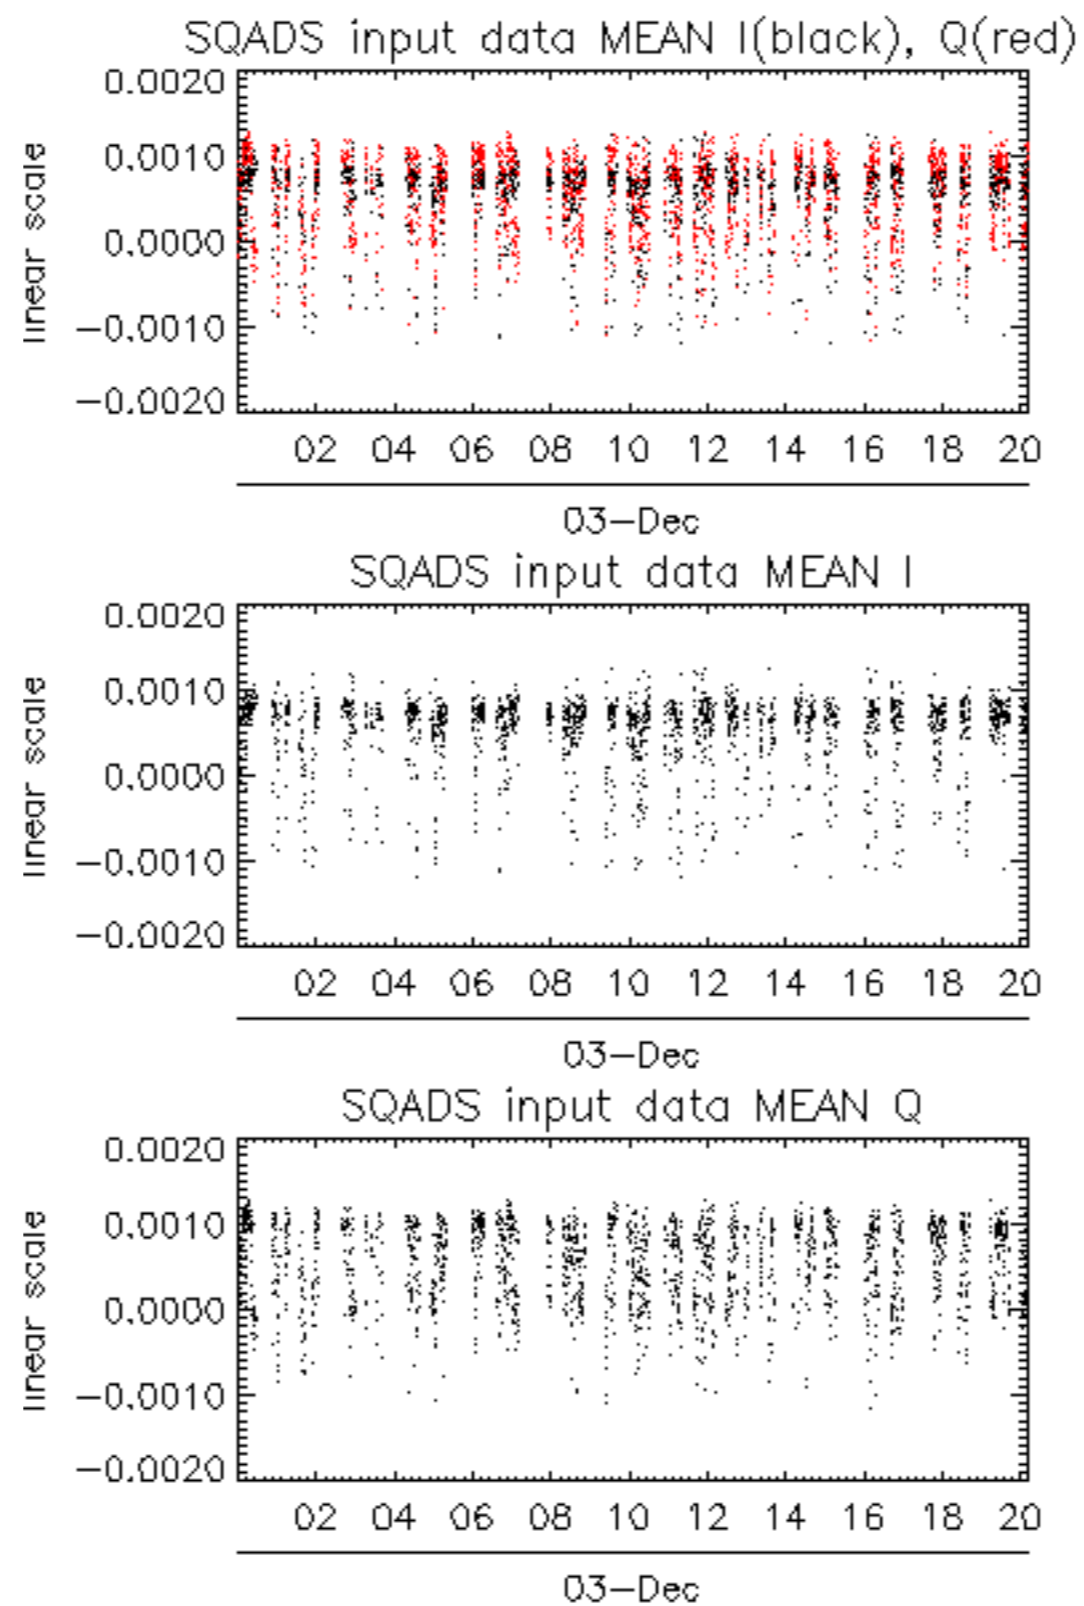 SQADS input data MEAN I(black), Q(red)
0.0020
0.0010
0.0000
−0.0010
−0.0020
linear scale
02 04 06 08 10 12 14 16 18 20
03−Dec
SQADS input data MEAN I
0.0020
0.0010
0.0000
−0.0010
−0.0020
linear scale
02 04 06 08 10 12 14 16 18 20
03−Dec
SQADS input data MEAN Q
0.0020
0.0010
0.0000
−0.0010
−0.0020
linear scale
02 04 06 08 10 12 14 16 18 20
03−Dec